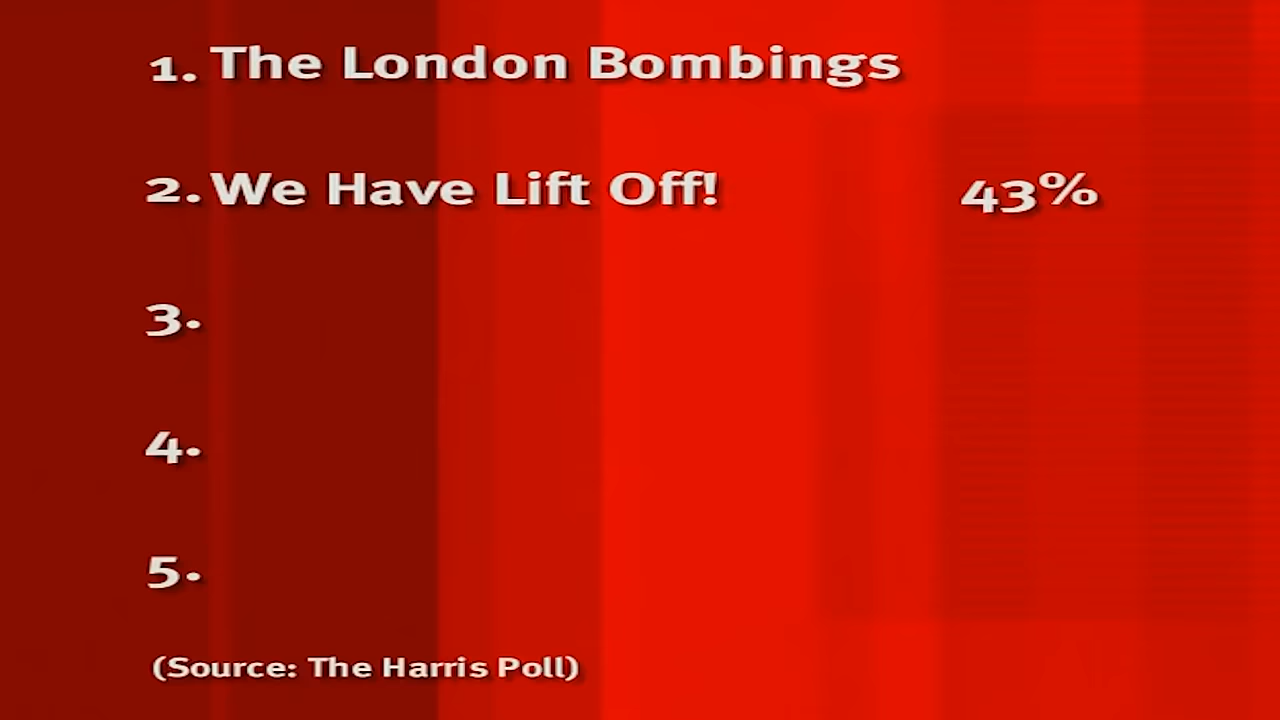 1. The London Bombings
2. We Have Lift Off! 43%
3.
4.
5.
(Source: The Harris Poll)